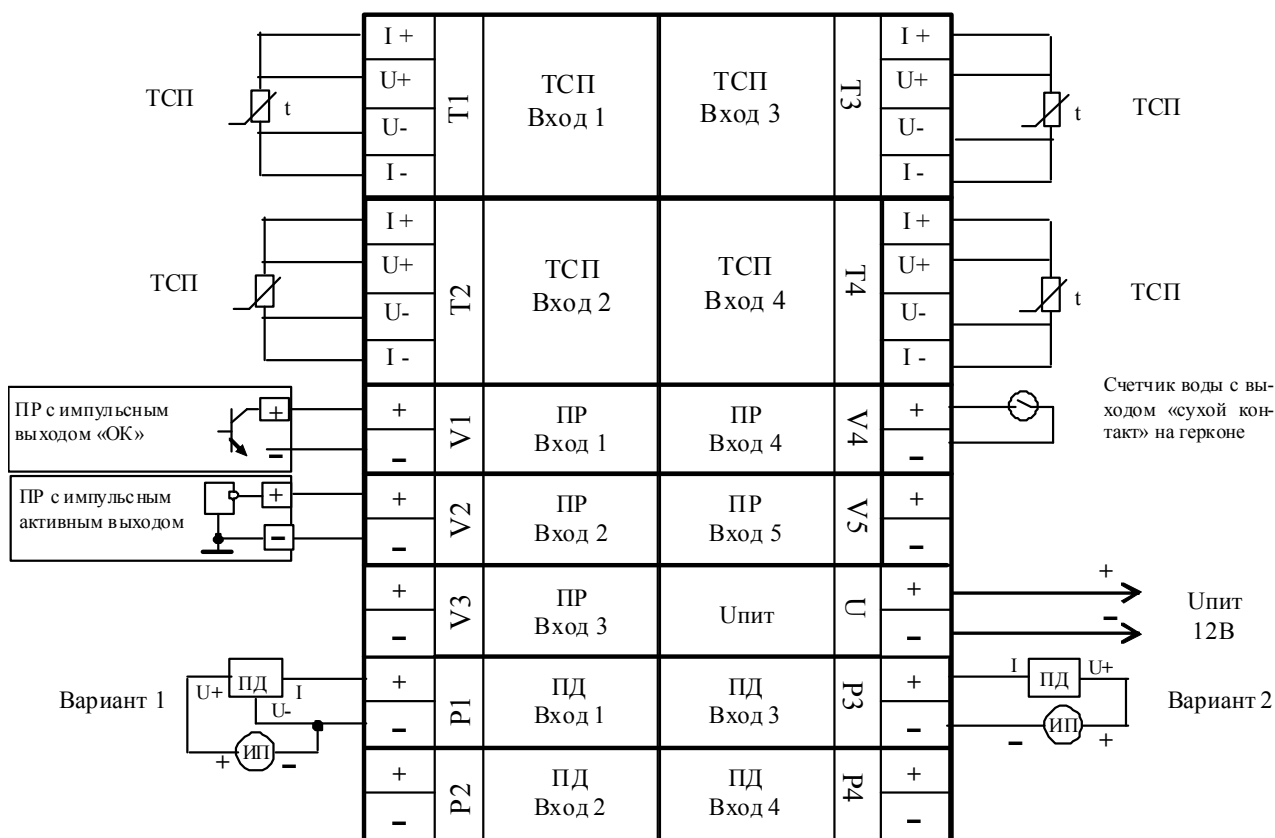 I +
I +
U+
ТСП
Вход 1
ТСП
Вход 3
U+
ТСП
t
T1
T3
t
ТСП
U-
U-
I -
I -
I +
I +
U+
ТСП
Вход 2
ТСП
Вход 4
U+
ТСП
T2
T4
t
ТСП
U-
U-
I -
I -
ПР с импульсным
выходом «ОК»
+
–
+
–
V1
ПР
Вход 1
ПР
Вход 4
V4
+
–
Счетчик воды с вы-
ходом «сухой кон-
такт» на герконе
ПР с импульсным
активным выходом
+
–
+
–
V2
ПР
Вход 2
ПР
Вход 5
V5
+
–
+
–
V3
ПР
Вход 3
Uпит
U
+
–
+
–
Uпит
12В
Вариант 1
U+
ПД
I
U-
+
ИП
–
+
–
P1
ПД
Вход 1
ПД
Вход 3
P3
+
–
I
ПД
U+
–
ИП
+
Вариант 2
+
–
P2
ПД
Вход 2
ПД
Вход 4
P4
+
–